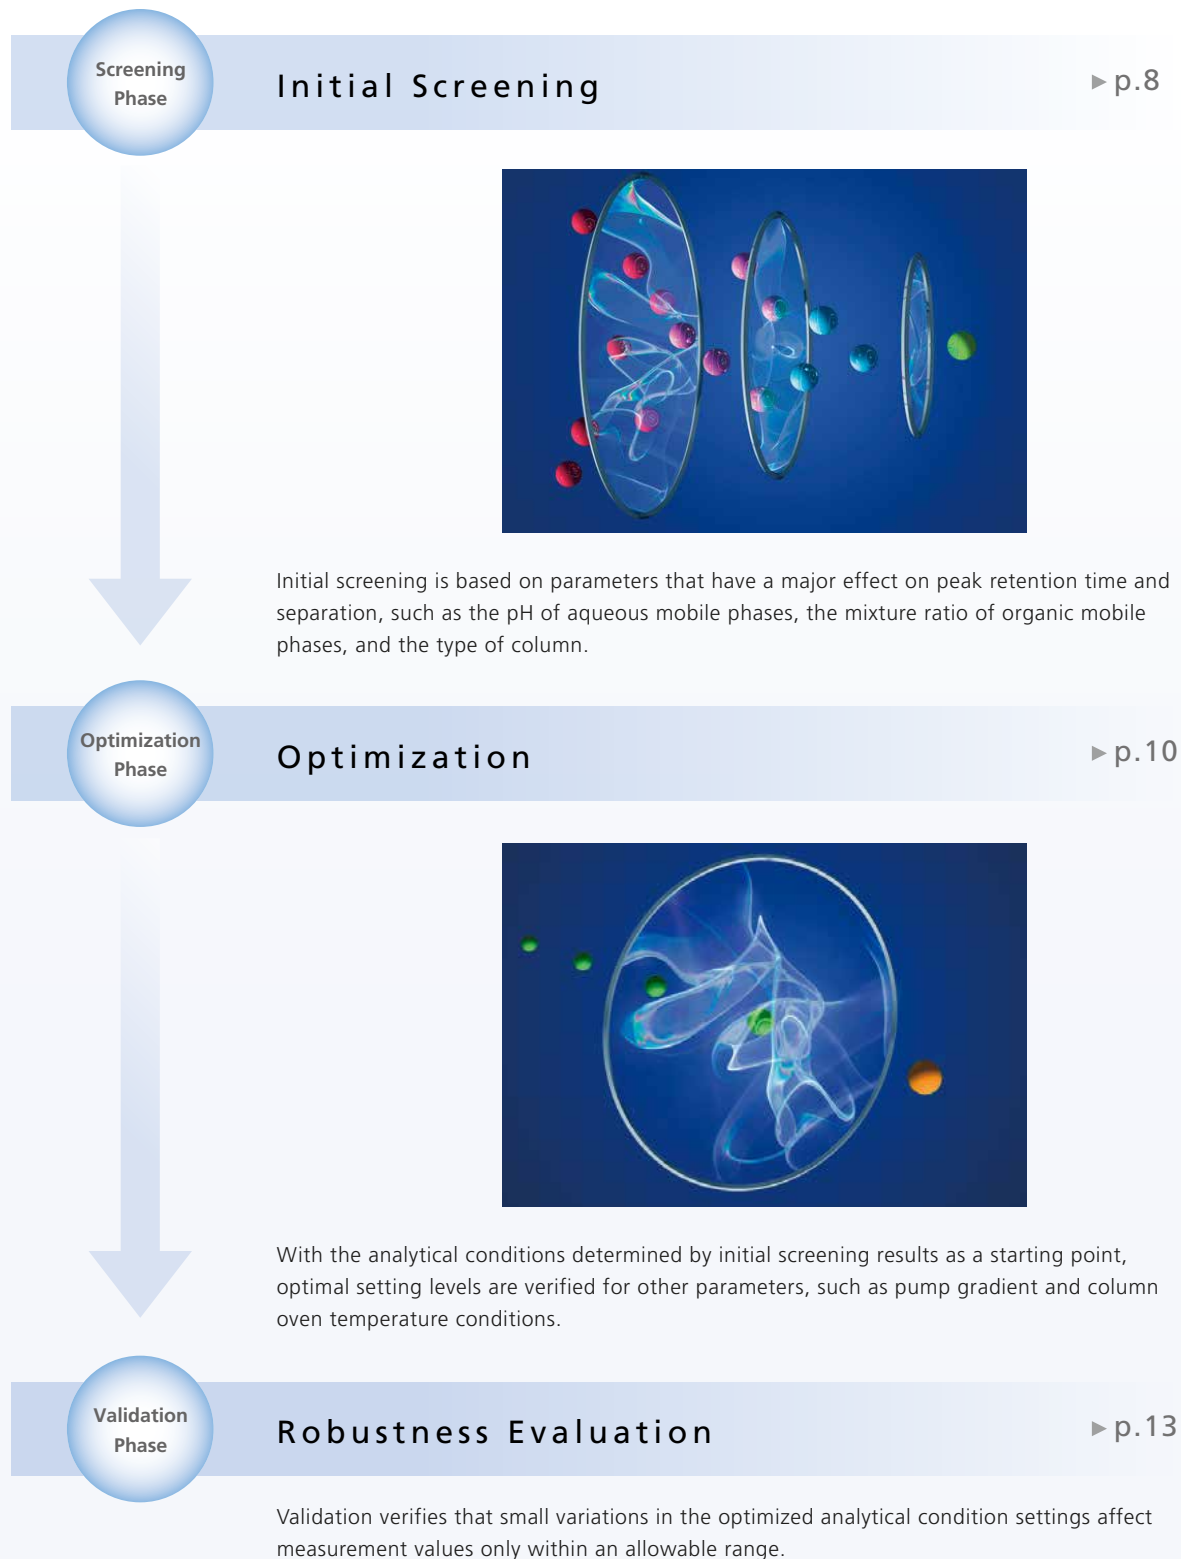 Screening
Phase
Initial Screening
▶ p.8
Initial screening is based on parameters that have a major effect on peak retention time and
separation, such as the pH of aqueous mobile phases, the mixture ratio of organic mobile
phases, and the type of column.
Optimization
Phase
Optimization
▶ p.10
With the analytical conditions determined by initial screening results as a starting point,
optimal setting levels are verified for other parameters, such as pump gradient and column
oven temperature conditions.
Validation
Phase
Robustness Evaluation
▶ p.13
Validation verifies that small variations in the optimized analytical condition settings affect
measurement values only within an allowable range.